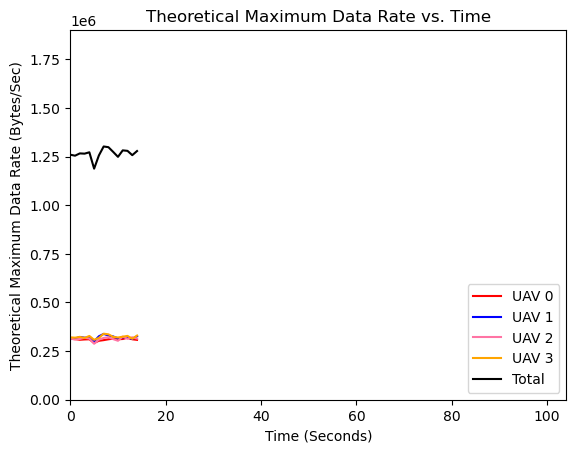 Theoretical Maximum Data Rate vs. Time
1e6
Theoretical Maximum Data Rate (Bytes/Sec)
1.75
1.50
1.25
1.00
0.75
0.50
0.25
0.00
0 20 40 60 80 100
Time (Seconds)
UAV 0
UAV 1
UAV 2
UAV 3
Total